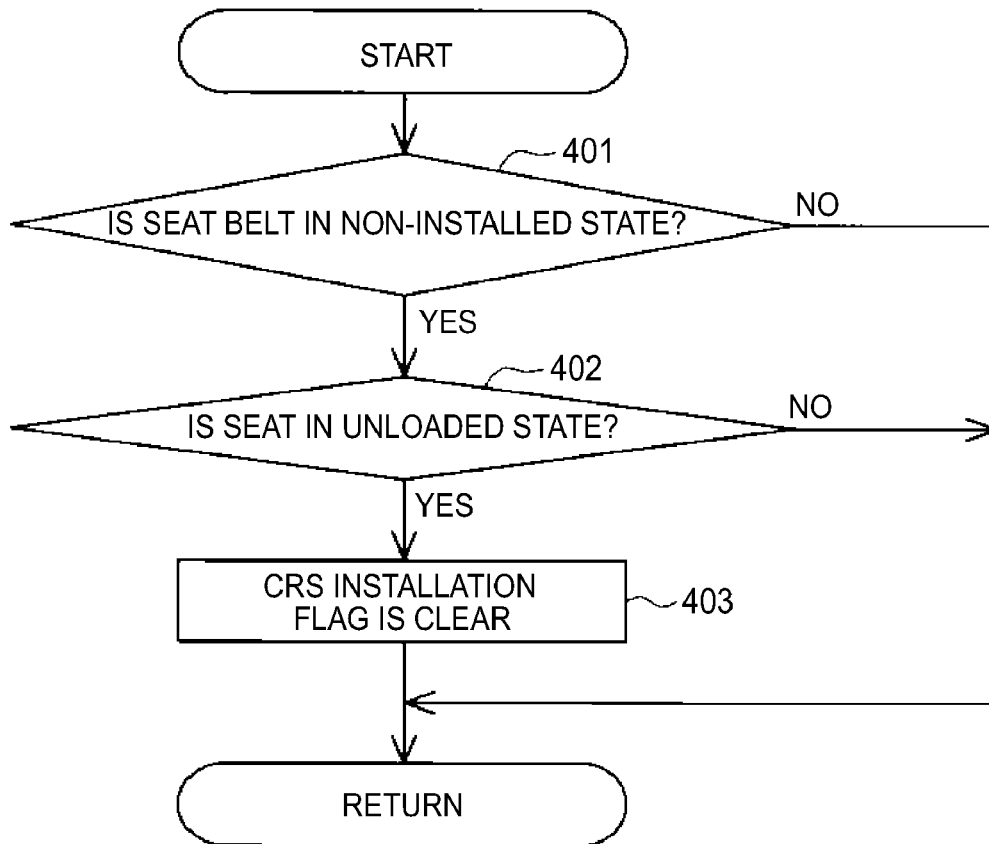 START
401
IS SEAT BELT IN NON-INSTALLED STATE?
NO
YES
402
IS SEAT IN UNLOADED STATE?
NO
YES
CRS INSTALLATION
FLAG IS CLEAR
403
RETURN